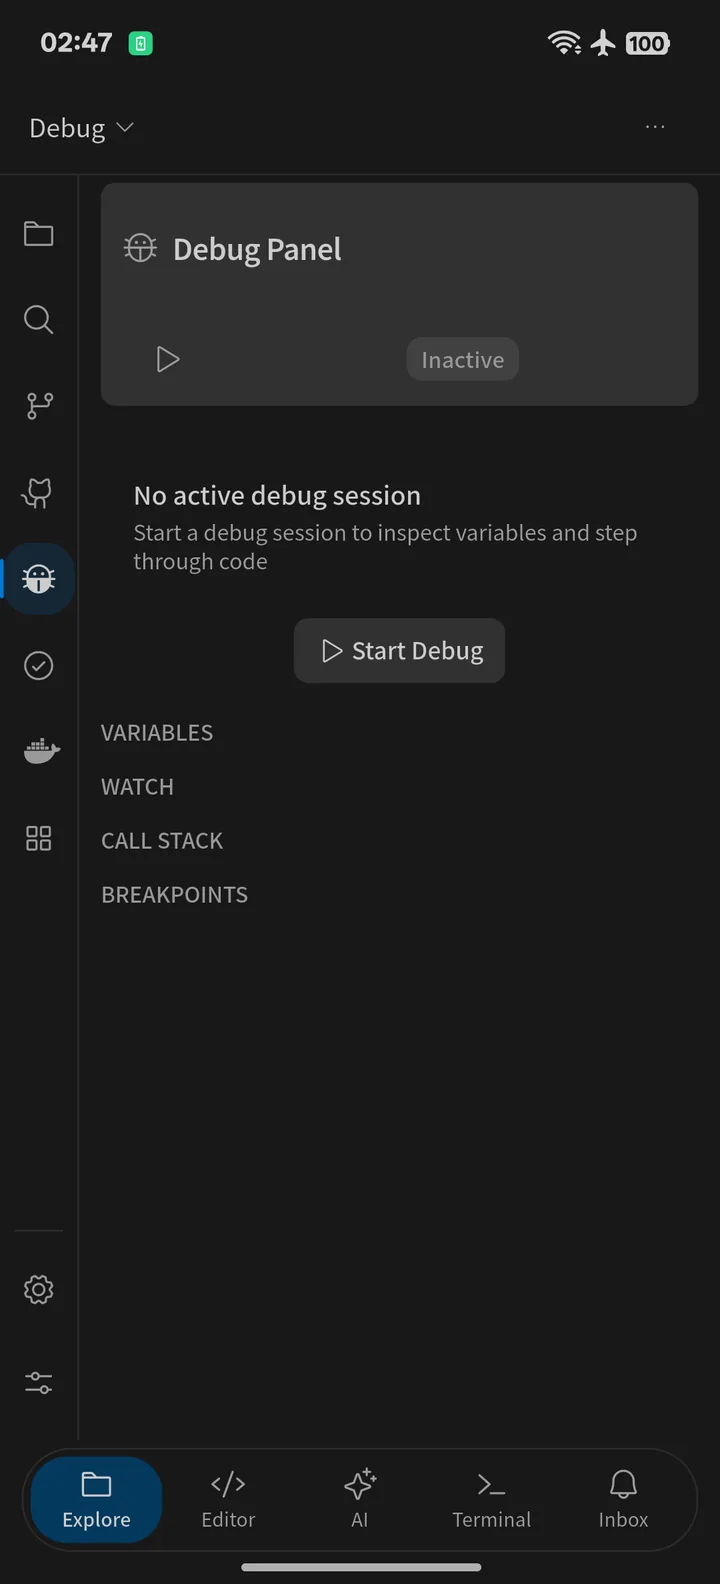 02:47
100
Debug
Debug Panel
Inactive
No active debug session
Start a debug session to inspect variables and step
through code
Start Debug
VARIABLES
WATCH
CALL STACK
BREAKPOINTS
Explore
Editor
AI
Terminal
Inbox